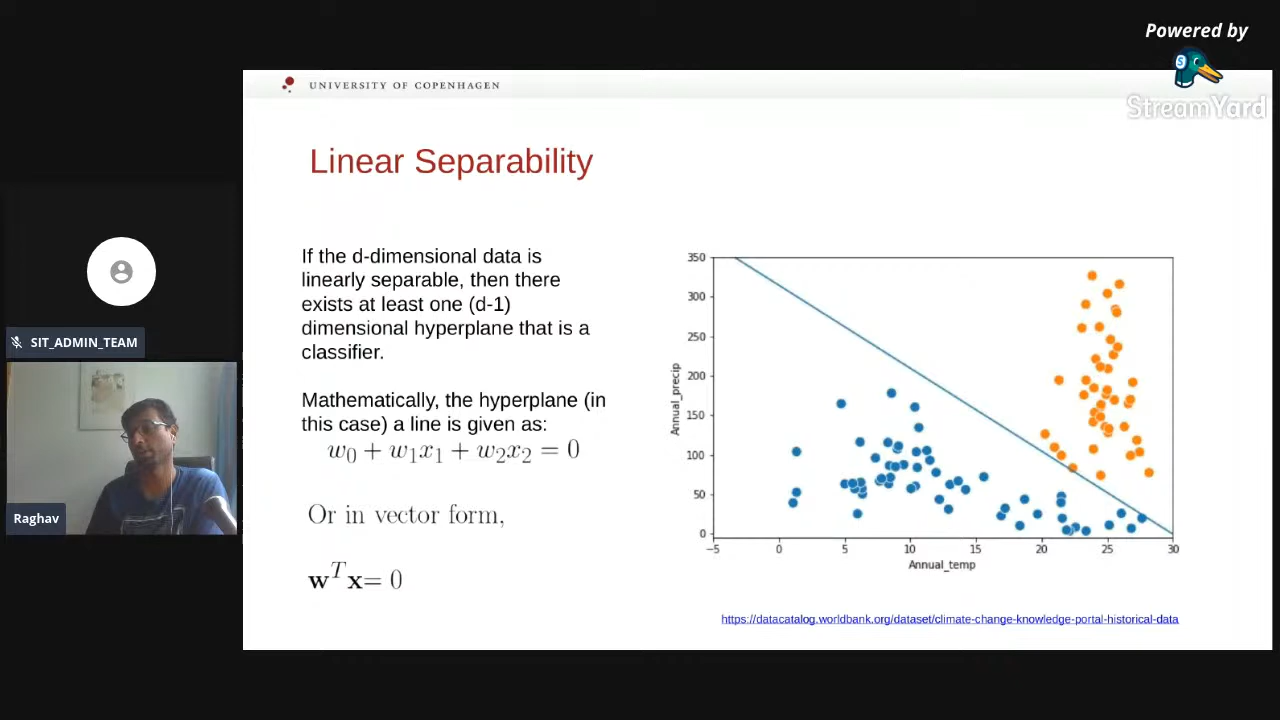 Powered by
StreamYard
UNIVERSITY OF COPENHAGEN
Linear Separability
If the d-dimensional data is
linearly separable, then there
exists at least one (d-1)
dimensional hyperplane that is a
classifier.
Mathematically, the hyperplane (in
this case) a line is given as:
w₀ + w₁x₁ + w₂x₂ = 0
Or in vector form,
wᵀx= 0
350
300
250
200
150
100
50
0
Annual_precip
−5 0 5 10 15 20 25 30
Annual_temp
https://datacatalog.worldbank.org/dataset/climate-change-knowledge-portal-historical-data
SIT_ADMIN_TEAM
Raghav